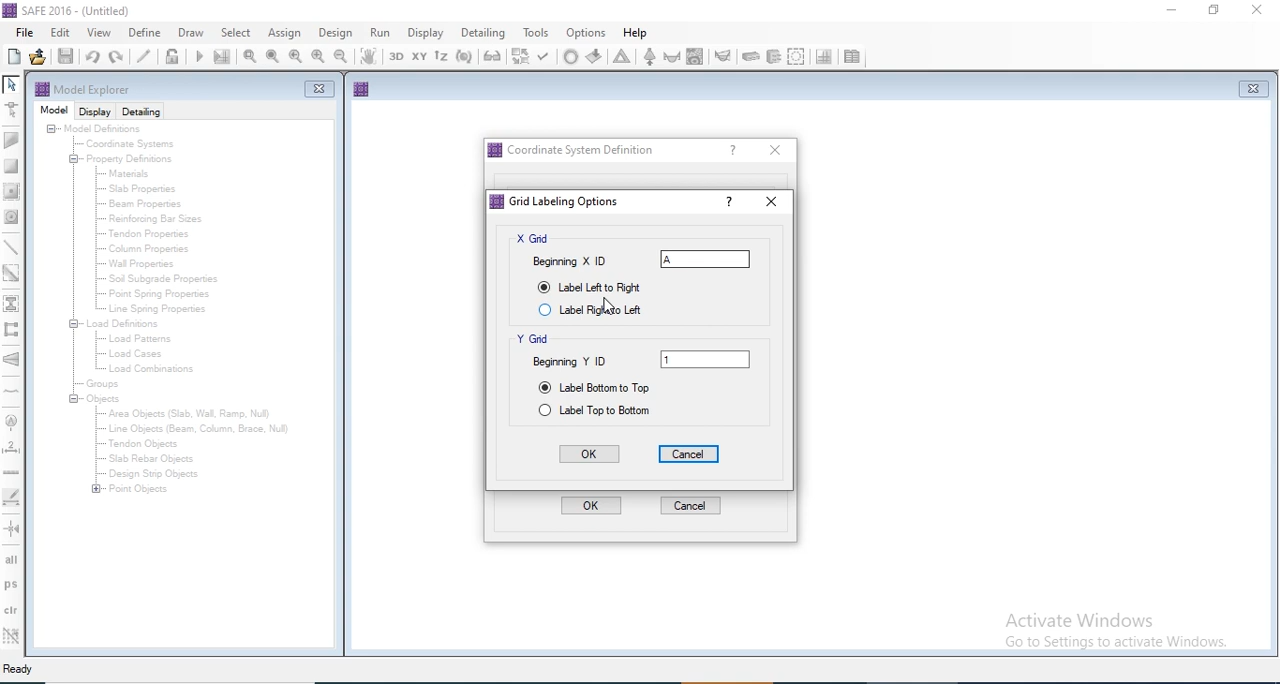 SAFE 2016 - (Untitled)
File Edit View Define Draw Select Assign Design Run Display Detailing Tools Options Help
3D XY
Model Explorer
Model Display Detailing
Model Definitions
Coordinate Systems
Property Definitions
Materials
Slab Properties
Beam Properties
Reinforcing Bar Sizes
Tendon Properties
Column Properties
Wall Properties
Soil Subgrade Properties
Point Spring Properties
Line Spring Properties
Load Definitions
Load Patterns
Load Cases
Load Combinations
Groups
Objects
Area Objects (Slab, Wall, Ramp, Null)
Line Objects (Beam, Column, Brace, Null)
Tendon Objects
Slab Rebar Objects
Design Strip Objects
Point Objects
all
ps
clr
Coordinate System Definition ?
Grid Labeling Options ?
X Grid
Beginning X ID A
Label Left to Right
Label Right to Left
Y Grid
Beginning Y ID 1
Label Bottom to Top
Label Top to Bottom
OK Cancel
OK Cancel
Activate Windows
Go to Settings to activate Windows.
Ready